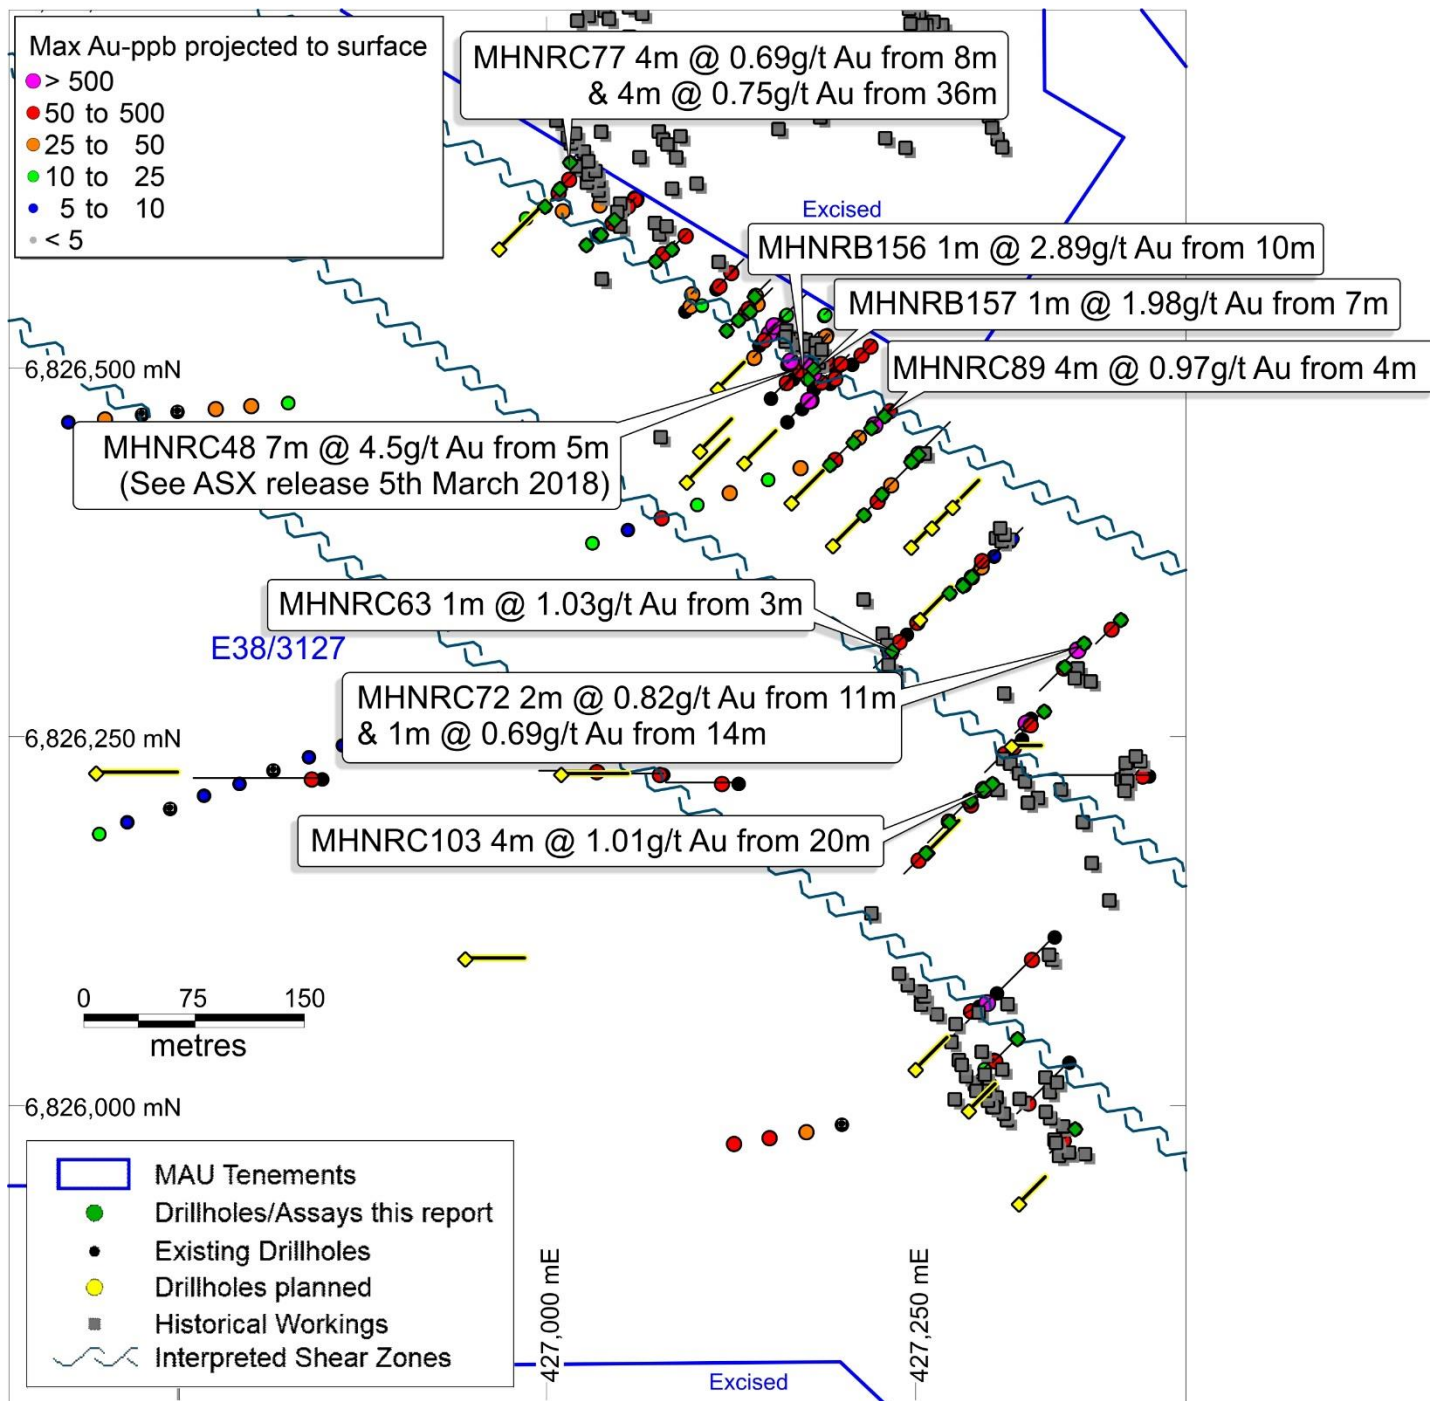 Max Au-ppb projected to surface
> 500
50 to 500
25 to 50
10 to 25
5 to 10
< 5
MHNRC77 4m @ 0.69g/t Au from 8m
& 4m @ 0.75g/t Au from 36m
Excised
MHNRB156 1m @ 2.89g/t Au from 10m
MHNRB157 1m @ 1.98g/t Au from 7m
6,826,500 mN
MHNRC89 4m @ 0.97g/t Au from 4m
MHNRC48 7m @ 4.5g/t Au from 5m
(See ASX release 5th March 2018)
MHNRC63 1m @ 1.03g/t Au from 3m
E38/3127
MHNRC72 2m @ 0.82g/t Au from 11m
& 1m @ 0.69g/t Au from 14m
6,826,250 mN
MHNRC103 4m @ 1.01g/t Au from 20m
0 75 150
metres
6,826,000 mN
MAU Tenements
Drillholes/Assays this report
Existing Drillholes
Drillholes planned
Historical Workings
Interpreted Shear Zones
427,000 mE
427,250 mE
Excised